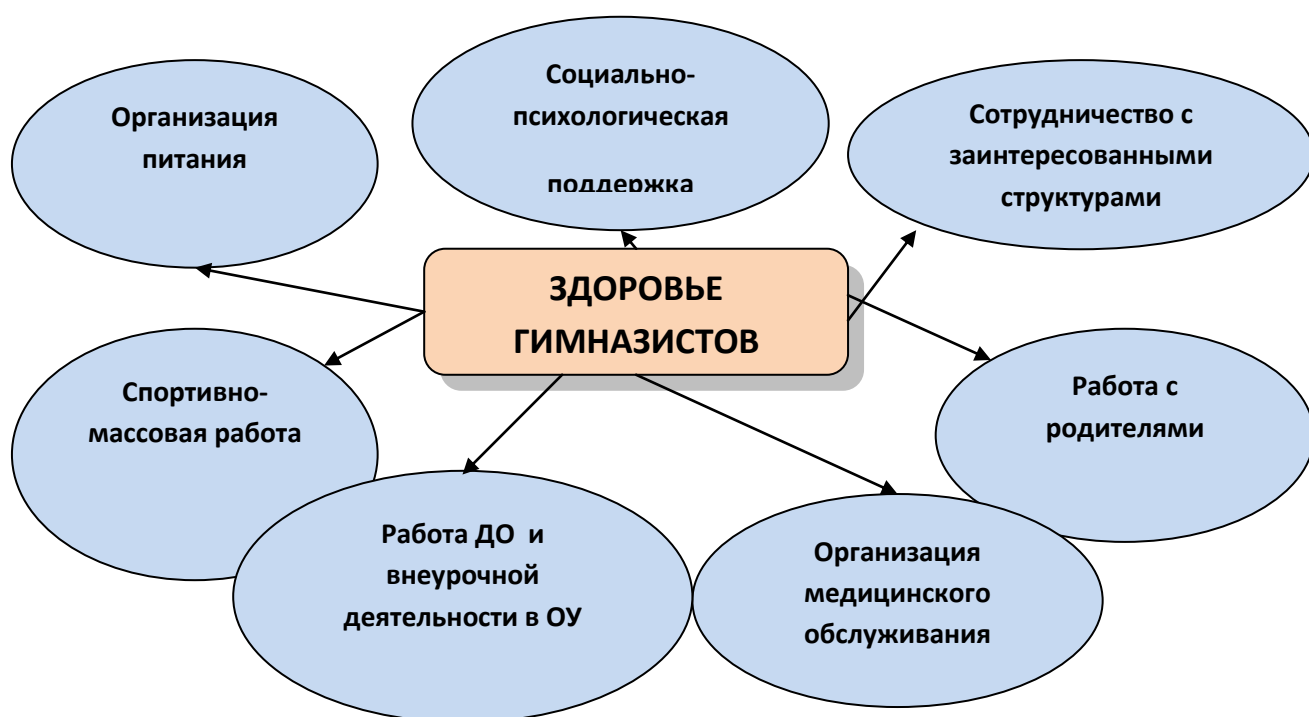 Организация
питания
Социально-
психологическая
поддержка
Сотрудничество с
заинтересованными
структурами
ЗДОРОВЬЕ
ГИМНАЗИСТОВ
Спортивно-
массовая работа
Работа с
родителями
Работа ДО и
внеурочной
деятельности в ОУ
Организация
медицинского
обслуживания